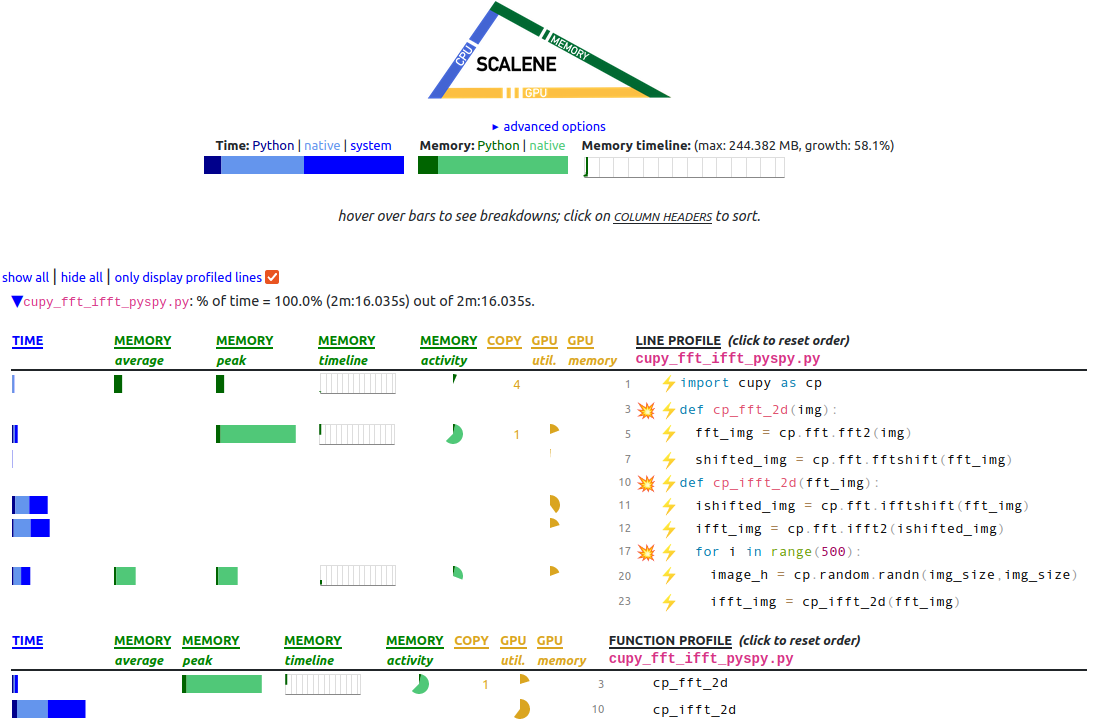 CPU
MEMORY
SCALENE
GPU
▸ advanced options
Time: Python | native | system
Memory: Python | native
Memory timeline: (max: 244.382 MB, growth: 58.1%)
hover over bars to see breakdowns; click on COLUMN HEADERS to sort.
show all | hide all | only display profiled lines
▼cupy_fft_ifft_pyspy.py: % of time = 100.0% (2m:16.035s) out of 2m:16.035s.
TIME MEMORY MEMORY MEMORY MEMORY COPY GPU GPU LINE PROFILE (click to reset order)
average peak timeline activity util. memory cupy_fft_ifft_pyspy.py
4 1 ⚡import cupy as cp
3 💥 ⚡def cp_fft_2d(img):
1 5 ⚡ fft_img = cp.fft.fft2(img)
7 ⚡ shifted_img = cp.fft.fftshift(fft_img)
10 💥 ⚡def cp_ifft_2d(fft_img):
11 ⚡ ishifted_img = cp.fft.ifftshift(fft_img)
12 ⚡ ifft_img = cp.fft.ifft2(ishifted_img)
17 💥 ⚡ for i in range(500):
20 ⚡ image_h = cp.random.randn(img_size,img_size)
23 ⚡ ifft_img = cp_ifft_2d(fft_img)
TIME MEMORY MEMORY MEMORY MEMORY COPY GPU GPU FUNCTION PROFILE (click to reset order)
average peak timeline activity util. memory cupy_fft_ifft_pyspy.py
1 3 cp_fft_2d
10 cp_ifft_2d